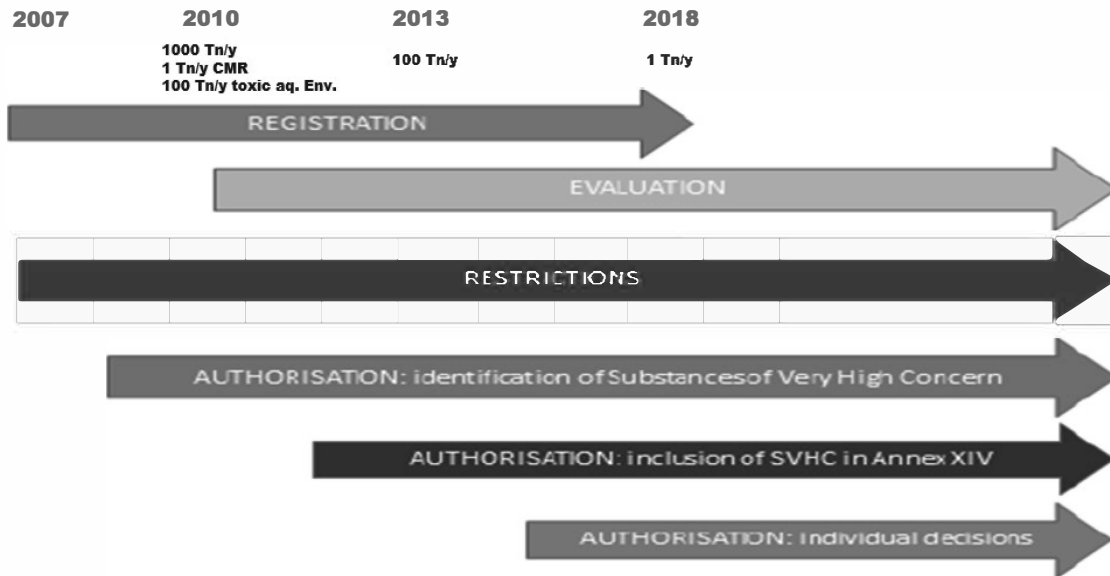 2007 2010 2013 2018
1000 Tn/y
1 Tn/y CMR
100 Tn/y toxic aq. Env.
100 Tn/y
1 Tn/y
REGISTRATION
EVALUATION
RESTRICTIONS
AUTHORISATION: identification of Substancesof Very High Concern
AUTHORISATION: inclusion of SVHC in Annex XIV
AUTHORISATION: Individual decisions